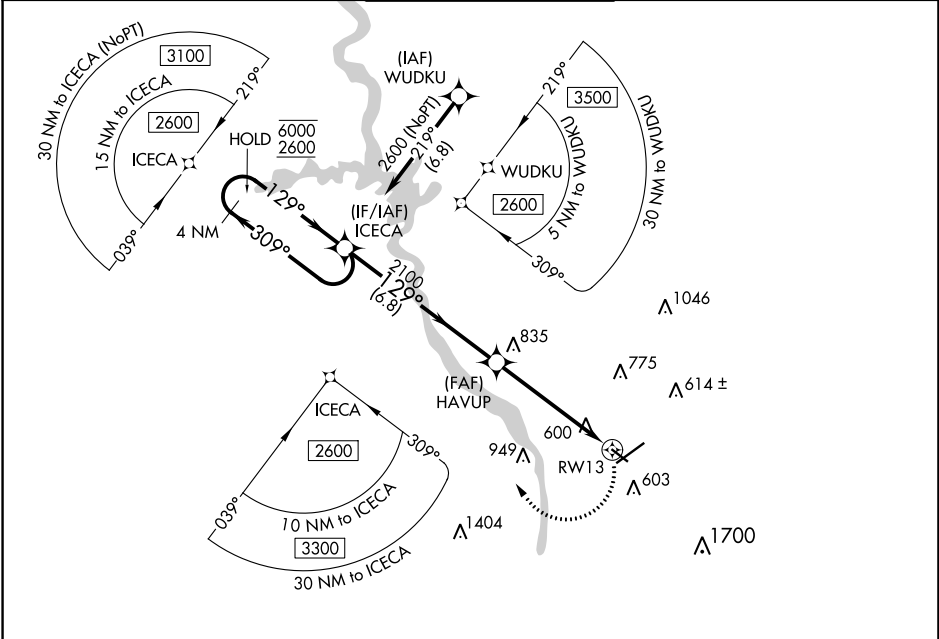 30 NM to ICECA (NoPT)
3100
219°
15 NM to ICECA
2600
ICECA
039°
HOLD
6000
2600
(IAF)
WUDKU
2600 (NoPT)
219°
(6.8)
219°
3500
WUDKU
2600
5 NM to WUDKU
30 NM to WUDKU
309°
129°
4 NM
309°
(IF/IAF)
ICECA
2100
129°
(6.8)
1046
835
775
614 ±
(FAF)
HAVUP
600
949
RW13
603
1404
1700
ICECA
2600
309°
039°
10 NM to ICECA
3300
30 NM to ICECA